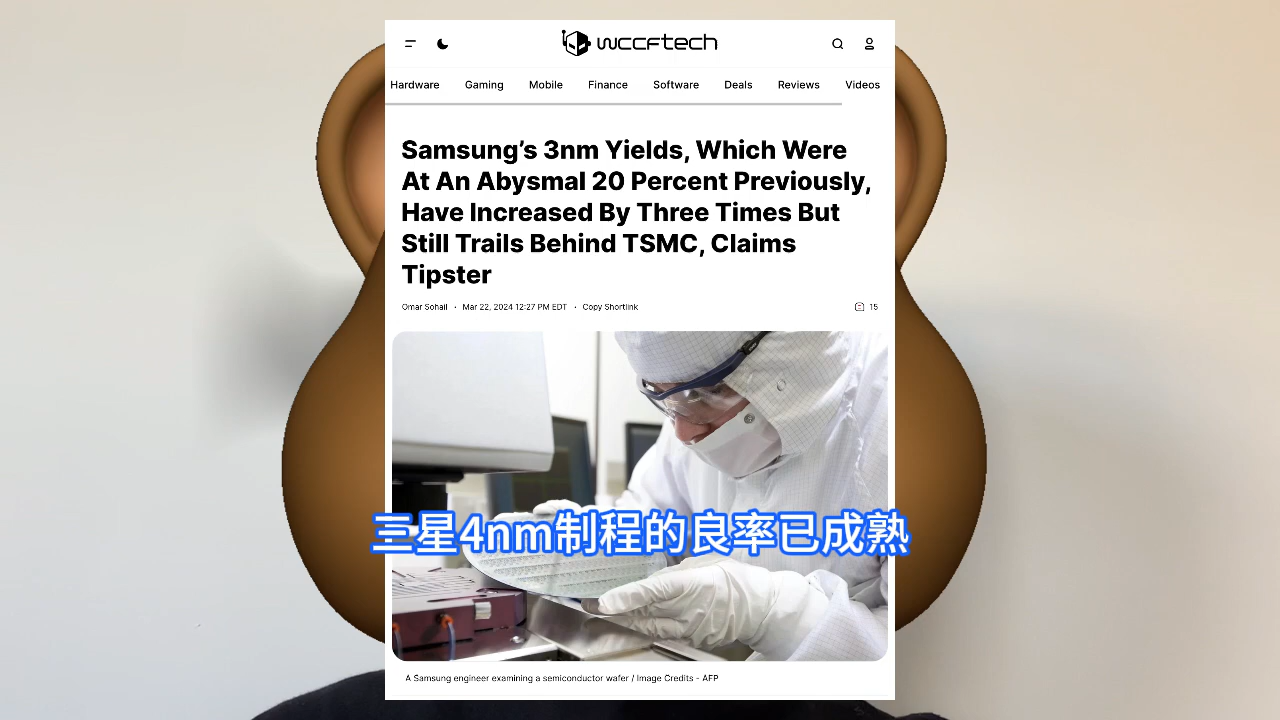 wccftech
Hardware Gaming Mobile Finance Software Deals Reviews Videos
Samsung’s 3nm Yields, Which Were
At An Abysmal 20 Percent Previously,
Have Increased By Three Times But
Still Trails Behind TSMC, Claims
Tipster
Omar Sohail • Mar 22, 2024 12:27 PM EDT • Copy Shortlink 15
三星4nm制程的良率已成熟
A Samsung engineer examining a semiconductor wafer / Image Credits - AFP